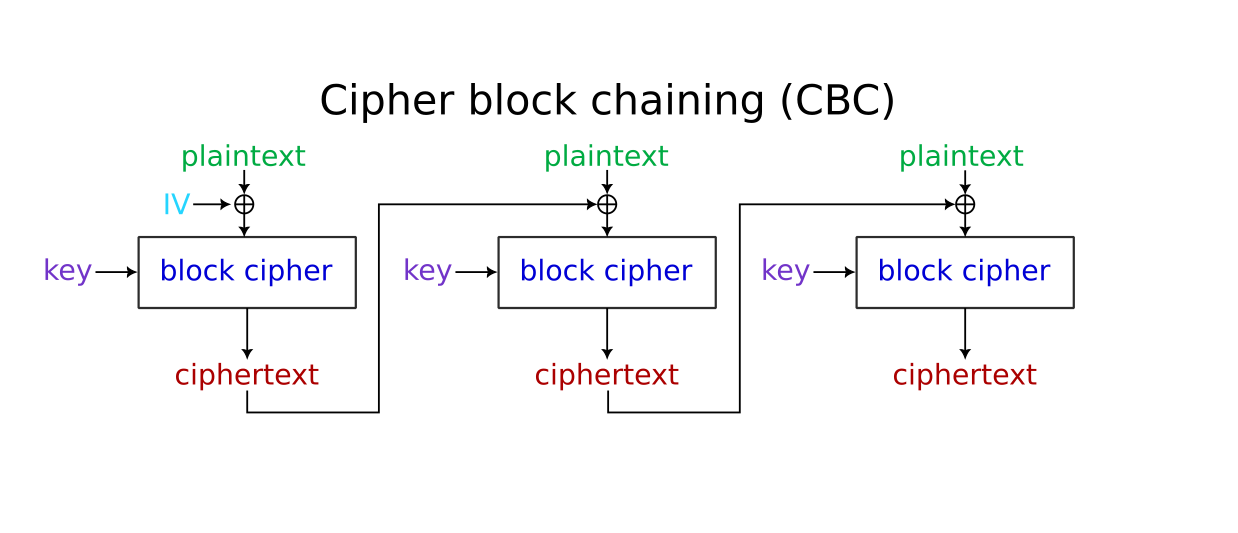 Cipher block chaining (CBC)
plaintext plaintext plaintext
IV
key block cipher key block cipher key block cipher
ciphertext ciphertext ciphertext